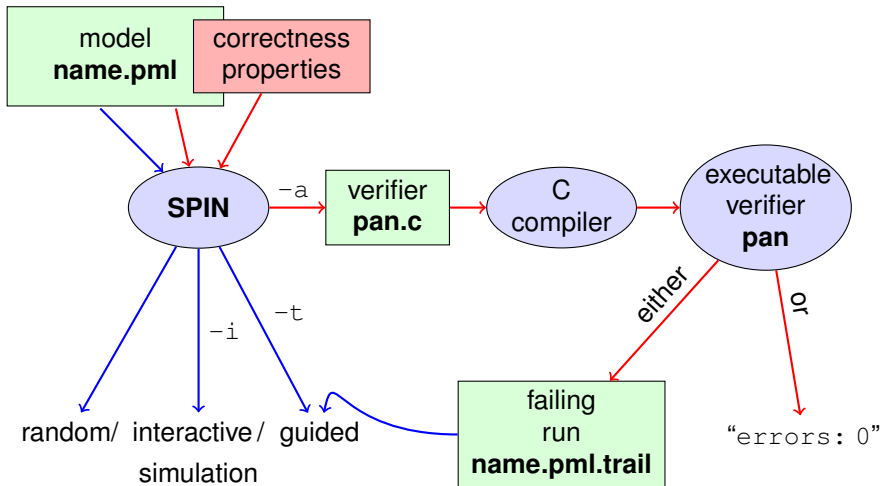 model
name.pml
correctness
properties
SPIN
-a
verifier
pan.c
C
compiler
executable
verifier
pan
either
or
-i
-t
random/ interactive/ guided
simulation
failing
run
name.pml.trail
“errors: 0”